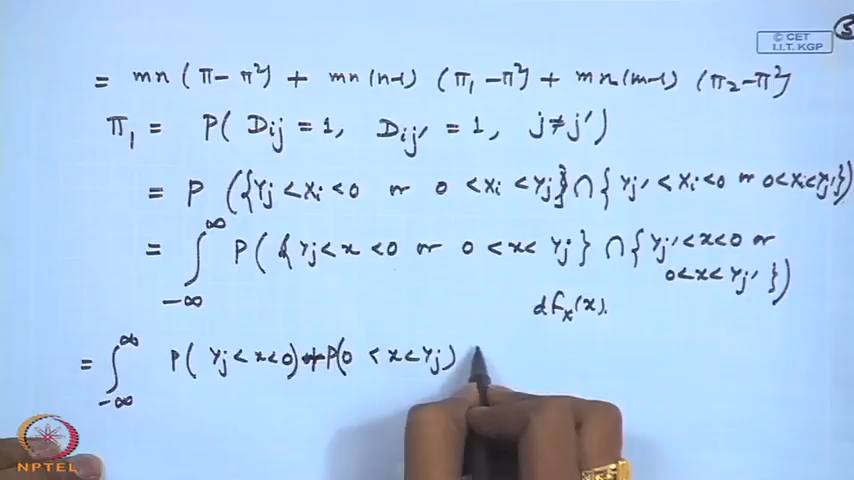 5
© CET
I.I.T. KGP
= mn (π - π²) + mn(n-1) (π₁ - π²) + mn(m-1) (π₂ - π²)
π₁ = P( Dij = 1, Dij' = 1, j ≠ j')
= P ({Yj < Xi < 0 or 0 < Xi < Yj} ∩ {Yj' < Xi < 0 or 0 < Xi < Yj'})
= ∫_{-∞}^{∞} P( {Yj < x < 0 or 0 < x < Yj} ∩ {Yj' < x < 0 or
0 < x < Yj' })
dF_X(x).
= ∫_{-∞}^{∞} P( Yj < x < 0) + P(0 < x < Yj)
NPTEL